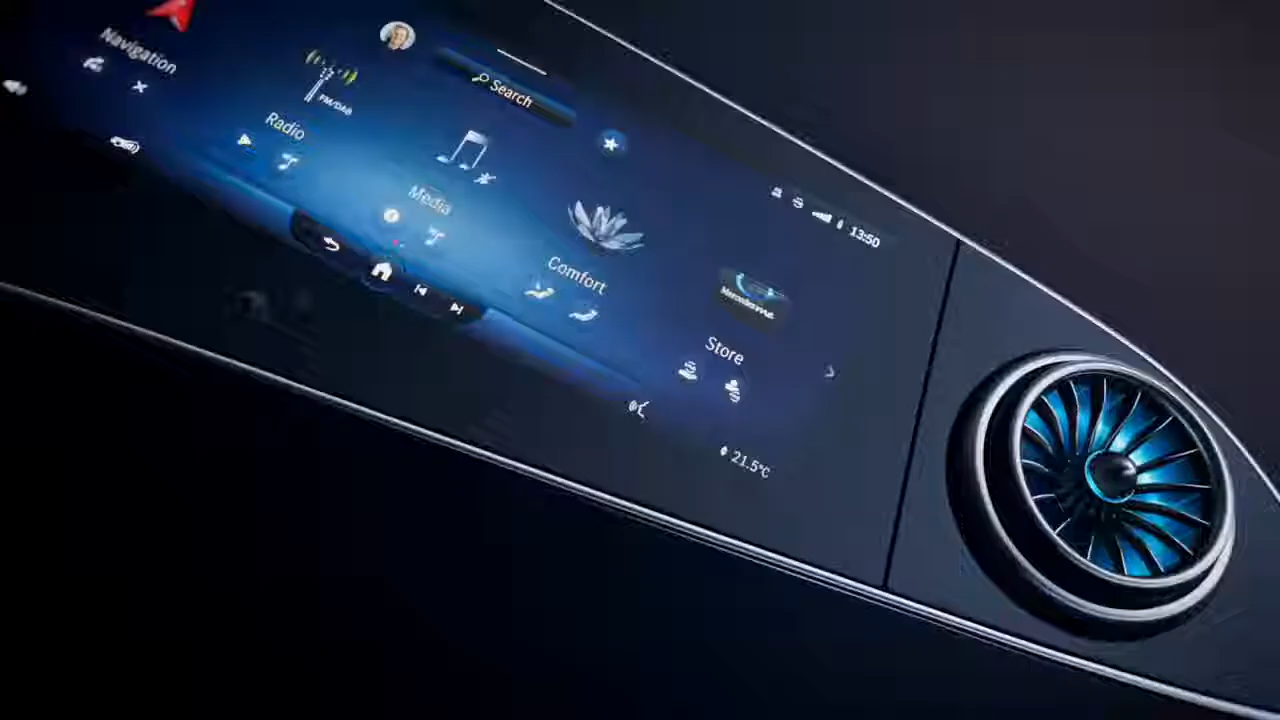 Navigation
FM/DAB
Radio
Search
Media
Comfort
13:50
Store
21.5°C